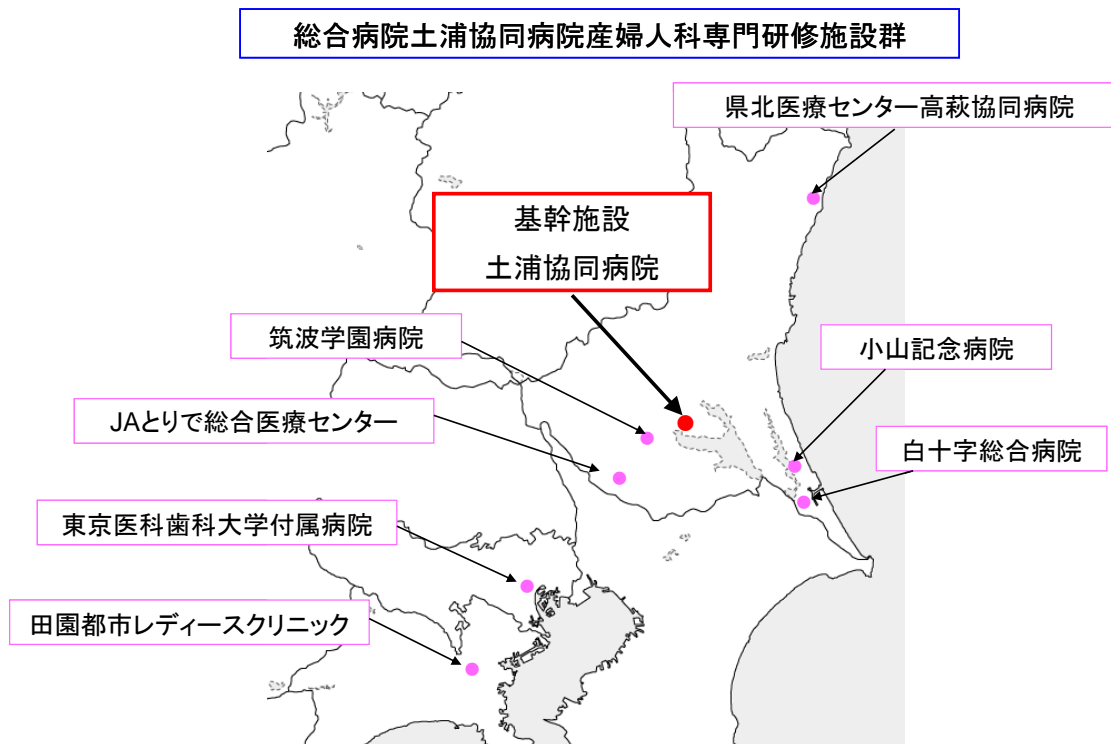 総合病院土浦協同病院産婦人科専門研修施設群
県北医療センター高萩協同病院
基幹施設
土浦協同病院
筑波学園病院
小山記念病院
JAとりで総合医療センター
白十字総合病院
東京医科歯科大学付属病院
田園都市レディースクリニック